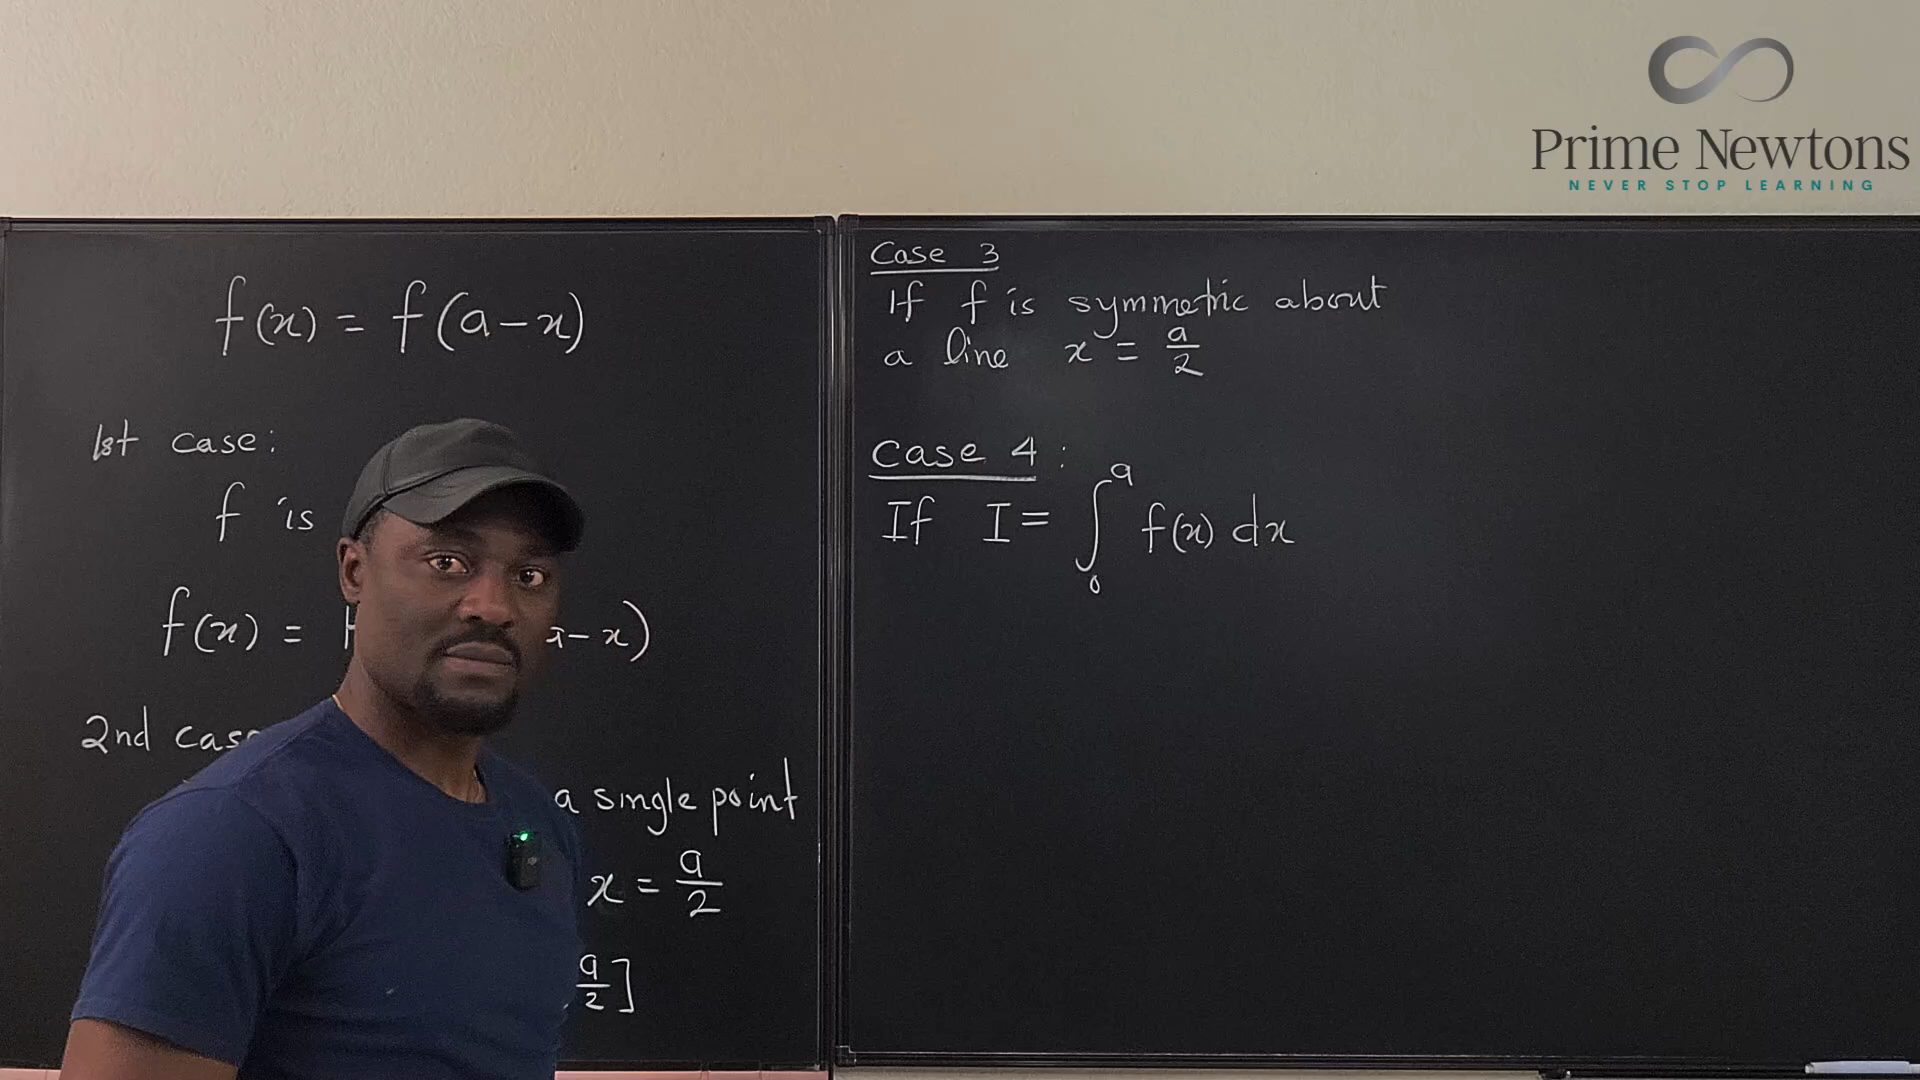 Prime Newtons
NEVER STOP LEARNING
f(x) = f(a-x)
1st case:
f is
f(x) = a-x)
2nd case
a single point
x = a/2
a/2]
Case 3
If f is symmetric about
a line x = a/2
Case 4:
If I = ∫₀ᵃ f(x) dx